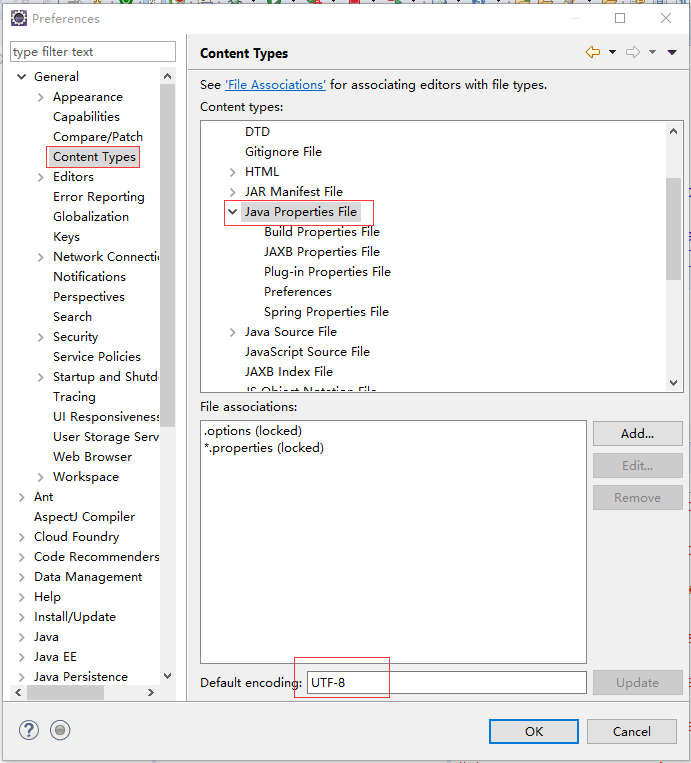 Preferences
type filter text
General
Appearance
Capabilities
Compare/Patch
Content Types
Editors
Error Reporting
Globalization
Keys
Network Connectio
Notifications
Perspectives
Search
Security
Service Policies
Startup and Shutd
Tracing
UI Responsiveness
User Storage Serv
Web Browser
Workspace
Ant
AspectJ Compiler
Cloud Foundry
Code Recommenders
Data Management
Help
Install/Update
Java
Java EE
Java Persistence
Content Types
See 'File Associations' for associating editors with file types.
Content types:
DTD
Gitignore File
HTML
JAR Manifest File
Java Properties File
Build Properties File
JAXB Properties File
Plug-in Properties File
Preferences
Spring Properties File
Java Source File
JavaScript Source File
JAXB Index File
JS Object Notation File
File associations:
.options (locked)
*.properties (locked)
Add...
Edit...
Remove
Default encoding: UTF-8
Update
OK
Cancel